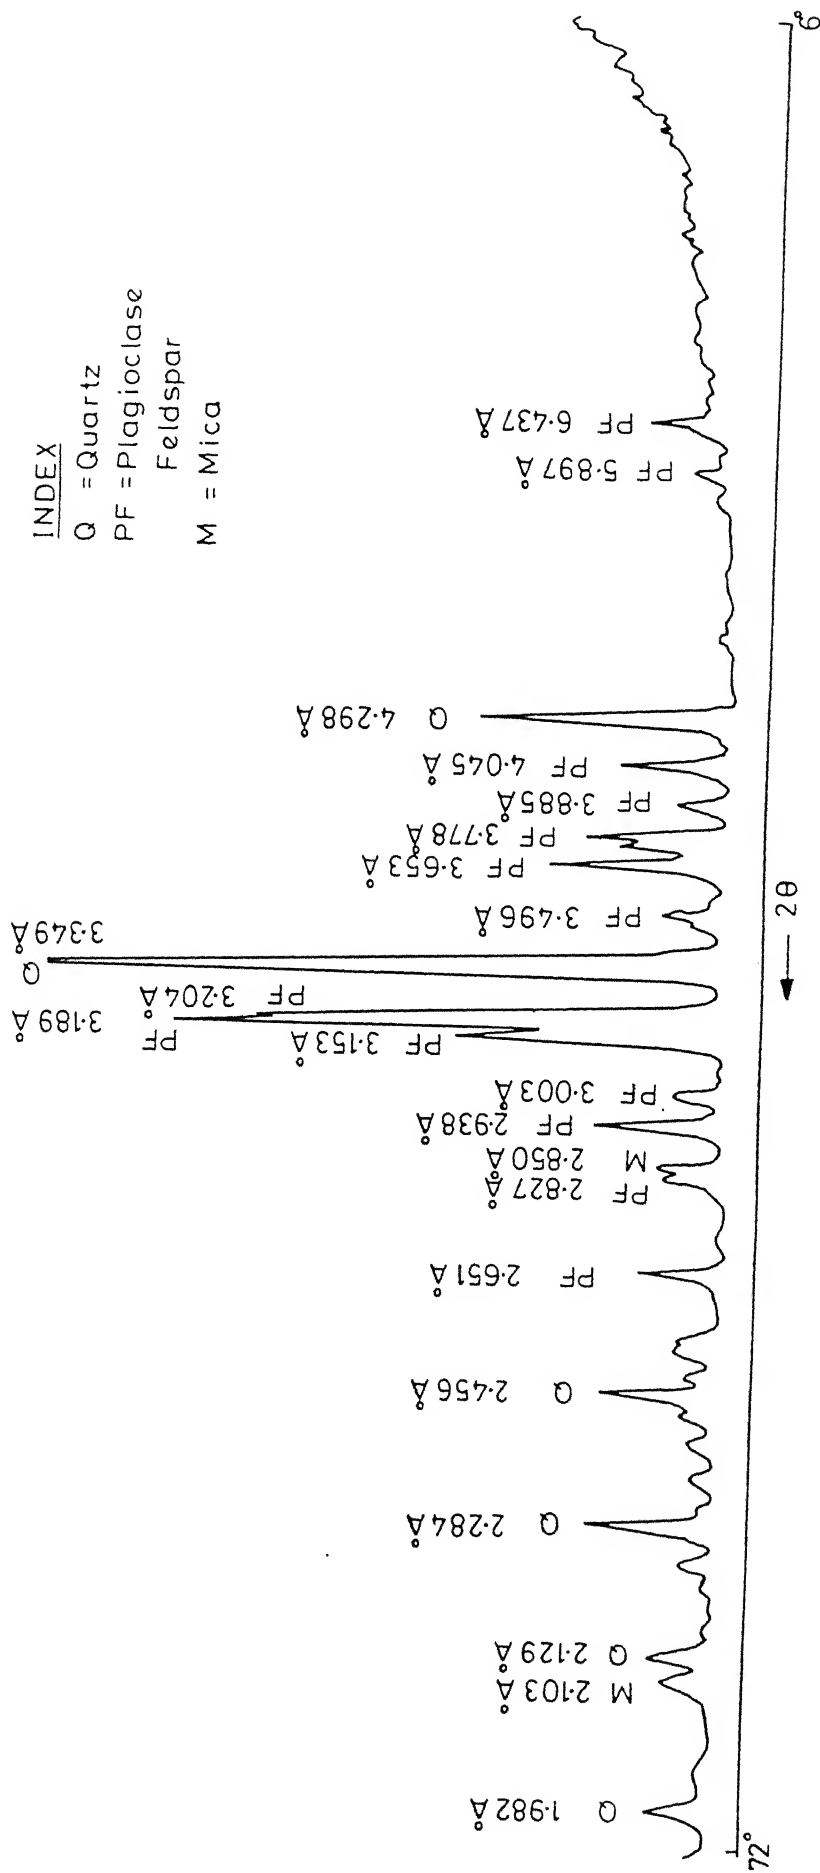 INDEX
Q = Quartz
PF = Plagioclase
Feldspar
M = Mica
6°
PF 6·437 Å
PF 5·897 Å
Q 4·298 Å
PF 4·045 Å
PF 3·885 Å
PF 3·778 Å
PF 3·653 Å
PF 3·496 Å
3·349 Å
Q
PF 3·204 Å
3·189 Å
PF
PF 3·153 Å
PF 3·003 Å
PF 2·938 Å
M 2·850 Å
PF 2·827 Å
PF 2·651 Å
Q 2·456 Å
Q 2·284 Å
Q 2·129 Å
M 2·103 Å
Q 1·982 Å
2θ
72°